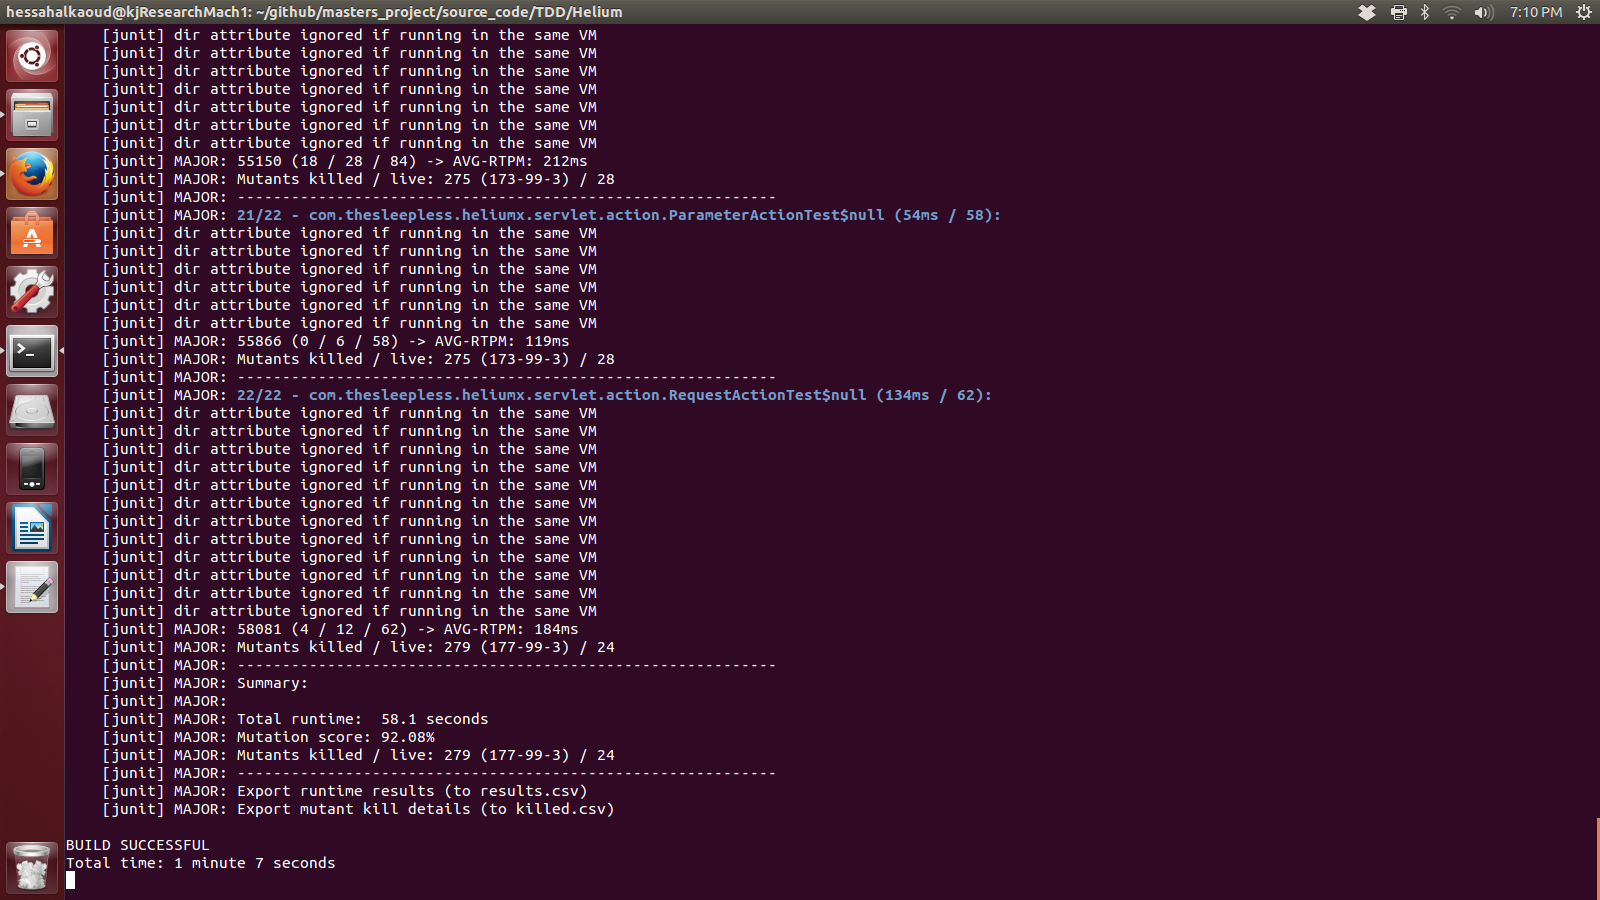 hessahalkaoud@kjResearchMach1: ~/github/masters_project/source_code/TDD/Helium
7:10 PM
[junit] dir attribute ignored if running in the same VM
[junit] dir attribute ignored if running in the same VM
[junit] dir attribute ignored if running in the same VM
[junit] dir attribute ignored if running in the same VM
[junit] dir attribute ignored if running in the same VM
[junit] dir attribute ignored if running in the same VM
[junit] dir attribute ignored if running in the same VM
[junit] MAJOR: 55150 (18 / 28 / 84) -> AVG-RTPM: 212ms
[junit] MAJOR: Mutants killed / live: 275 (173-99-3) / 28
[junit] MAJOR: ------------------------------------------------------------
[junit] MAJOR: 21/22 - com.thesleepless.heliumx.servlet.action.ParameterActionTest$null (54ms / 58):
[junit] dir attribute ignored if running in the same VM
[junit] dir attribute ignored if running in the same VM
[junit] dir attribute ignored if running in the same VM
[junit] dir attribute ignored if running in the same VM
[junit] dir attribute ignored if running in the same VM
[junit] dir attribute ignored if running in the same VM
[junit] MAJOR: 55866 (0 / 6 / 58) -> AVG-RTPM: 119ms
[junit] MAJOR: Mutants killed / live: 275 (173-99-3) / 28
[junit] MAJOR: ------------------------------------------------------------
[junit] MAJOR: 22/22 - com.thesleepless.heliumx.servlet.action.RequestActionTest$null (134ms / 62):
[junit] dir attribute ignored if running in the same VM
[junit] dir attribute ignored if running in the same VM
[junit] dir attribute ignored if running in the same VM
[junit] dir attribute ignored if running in the same VM
[junit] dir attribute ignored if running in the same VM
[junit] dir attribute ignored if running in the same VM
[junit] dir attribute ignored if running in the same VM
[junit] dir attribute ignored if running in the same VM
[junit] dir attribute ignored if running in the same VM
[junit] dir attribute ignored if running in the same VM
[junit] dir attribute ignored if running in the same VM
[junit] dir attribute ignored if running in the same VM
[junit] MAJOR: 58081 (4 / 12 / 62) -> AVG-RTPM: 184ms
[junit] MAJOR: Mutants killed / live: 279 (177-99-3) / 24
[junit] MAJOR: ------------------------------------------------------------
[junit] MAJOR: Summary:
[junit] MAJOR:
[junit] MAJOR: Total runtime:  58.1 seconds
[junit] MAJOR: Mutation score: 92.08%
[junit] MAJOR: Mutants killed / live: 279 (177-99-3) / 24
[junit] MAJOR: ------------------------------------------------------------
[junit] MAJOR: Export runtime results (to results.csv)
[junit] MAJOR: Export mutant kill details (to killed.csv)
BUILD SUCCESSFUL
Total time: 1 minute 7 seconds